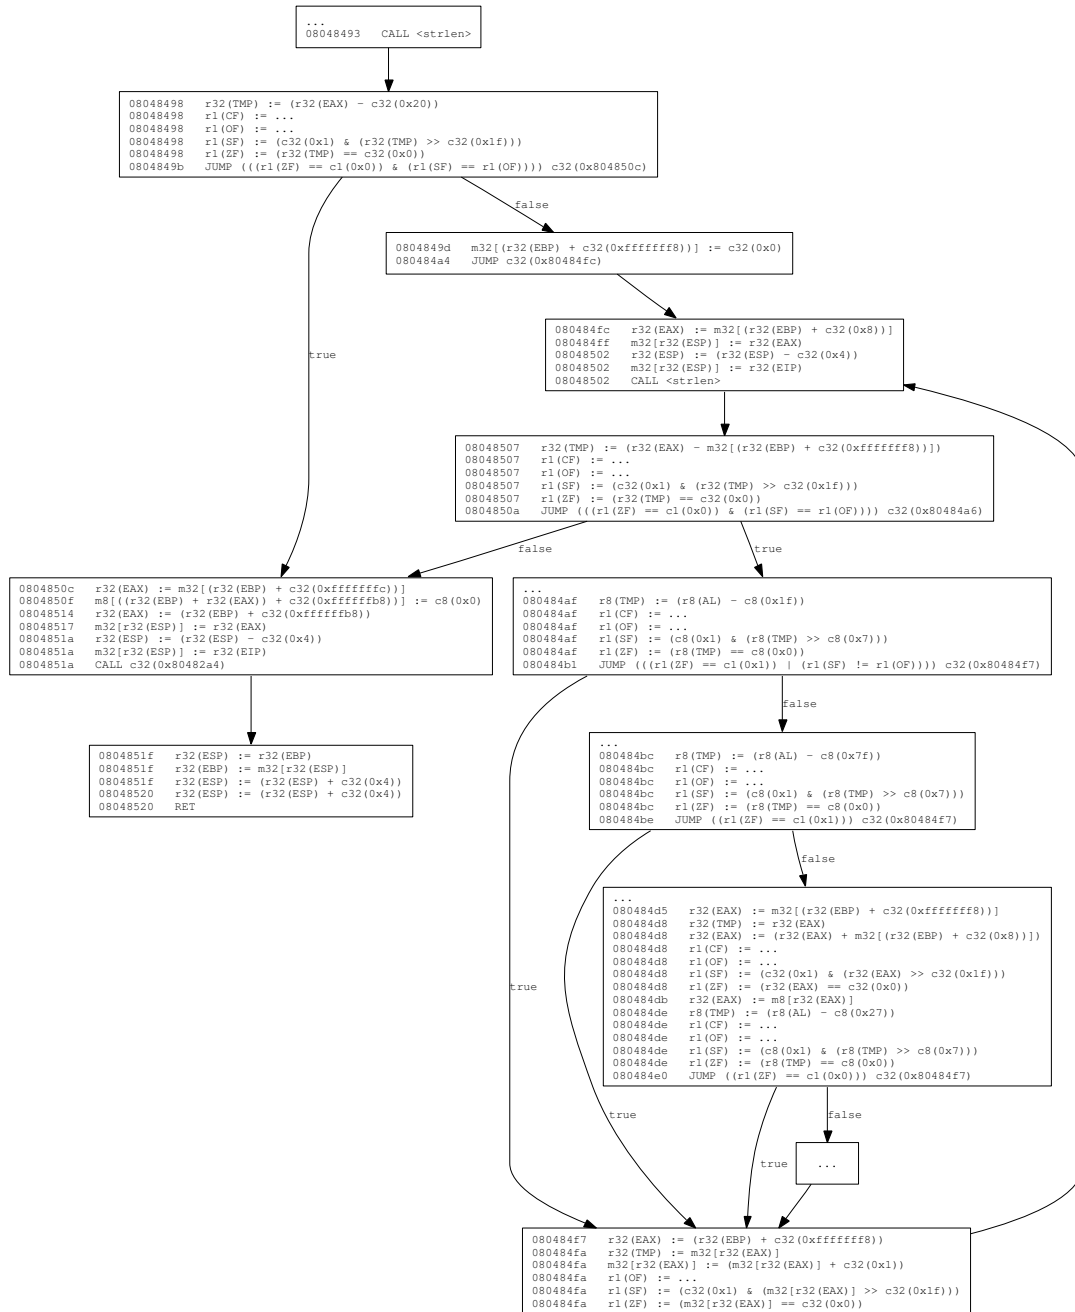 ...
08048493 CALL <strlen>
08048498 r32(TMP) := (r32(EAX) - c32(0x20))
08048498 r1(CF) := ...
08048498 r1(OF) := ...
08048498 r1(SF) := (c32(0x1) & (r32(TMP) >> c32(0x1f)))
08048498 r1(ZF) := (r32(TMP) == c32(0x0))
0804849b JUMP (((r1(ZF) == c1(0x0)) & (r1(SF) == r1(OF)))) c32(0x804850c)
false
0804849d m32[(r32(EBP) + c32(0xfffffff8))] := c32(0x0)
080484a4 JUMP c32(0x80484fc)
true
080484fc r32(EAX) := m32[(r32(EBP) + c32(0x8))]
080484ff m32[r32(ESP)] := r32(EAX)
08048502 r32(ESP) := (r32(ESP) - c32(0x4))
08048502 m32[r32(ESP)] := r32(EIP)
08048502 CALL <strlen>
08048507 r32(TMP) := (r32(EAX) - m32[(r32(EBP) + c32(0xfffffff8))])
08048507 r1(CF) := ...
08048507 r1(OF) := ...
08048507 r1(SF) := (c32(0x1) & (r32(TMP) >> c32(0x1f)))
08048507 r1(ZF) := (r32(TMP) == c32(0x0))
0804850a JUMP (((r1(ZF) == c1(0x0)) & (r1(SF) == r1(OF)))) c32(0x80484a6)
false
true
0804850c r32(EAX) := m32[(r32(EBP) + c32(0xfffffffc))]
0804850f m8[((r32(EBP) + r32(EAX)) + c32(0xffffffb8))] := c8(0x0)
08048514 r32(EAX) := (r32(EBP) + c32(0xffffffb8))
08048517 m32[r32(ESP)] := r32(EAX)
0804851a r32(ESP) := (r32(ESP) - c32(0x4))
0804851a m32[r32(ESP)] := r32(EIP)
0804851a CALL c32(0x80482a4)
...
080484af r8(TMP) := (r8(AL) - c8(0x1f))
080484af r1(CF) := ...
080484af r1(OF) := ...
080484af r1(SF) := (c8(0x1) & (r8(TMP) >> c8(0x7)))
080484af r1(ZF) := (r8(TMP) == c8(0x0))
080484b1 JUMP (((r1(ZF) == c1(0x1)) | (r1(SF) != r1(OF)))) c32(0x80484f7)
false
0804851f r32(ESP) := r32(EBP)
0804851f r32(EBP) := m32[r32(ESP)]
0804851f r32(ESP) := (r32(ESP) + c32(0x4))
08048520 r32(ESP) := (r32(ESP) + c32(0x4))
08048520 RET
...
080484bc r8(TMP) := (r8(AL) - c8(0x7f))
080484bc r1(CF) := ...
080484bc r1(OF) := ...
080484bc r1(SF) := (c8(0x1) & (r8(TMP) >> c8(0x7)))
080484bc r1(ZF) := (r8(TMP) == c8(0x0))
080484be JUMP ((r1(ZF) == c1(0x1))) c32(0x80484f7)
false
...
080484d5 r32(EAX) := m32[(r32(EBP) + c32(0xfffffff8))]
080484d8 r32(TMP) := r32(EAX)
080484d8 r32(EAX) := (r32(EAX) + m32[(r32(EBP) + c32(0x8))])
080484d8 r1(CF) := ...
080484d8 r1(OF) := ...
080484d8 r1(SF) := (c32(0x1) & (r32(EAX) >> c32(0x1f)))
080484d8 r1(ZF) := (r32(EAX) == c32(0x0))
080484db r32(EAX) := m8[r32(EAX)]
080484de r8(TMP) := (r8(AL) - c8(0x27))
080484de r1(CF) := ...
080484de r1(OF) := ...
080484de r1(SF) := (c8(0x1) & (r8(TMP) >> c8(0x7)))
080484de r1(ZF) := (r8(TMP) == c8(0x0))
080484e0 JUMP ((r1(ZF) == c1(0x0))) c32(0x80484f7)
true
true
false
true
...
080484f7 r32(EAX) := (r32(EBP) + c32(0xfffffff8))
080484fa r32(TMP) := m32[r32(EAX)]
080484fa m32[r32(EAX)] := (m32[r32(EAX)] + c32(0x1))
080484fa r1(OF) := ...
080484fa r1(SF) := (c32(0x1) & (m32[r32(EAX)] >> c32(0x1f)))
080484fa r1(ZF) := (m32[r32(EAX)] == c32(0x0))